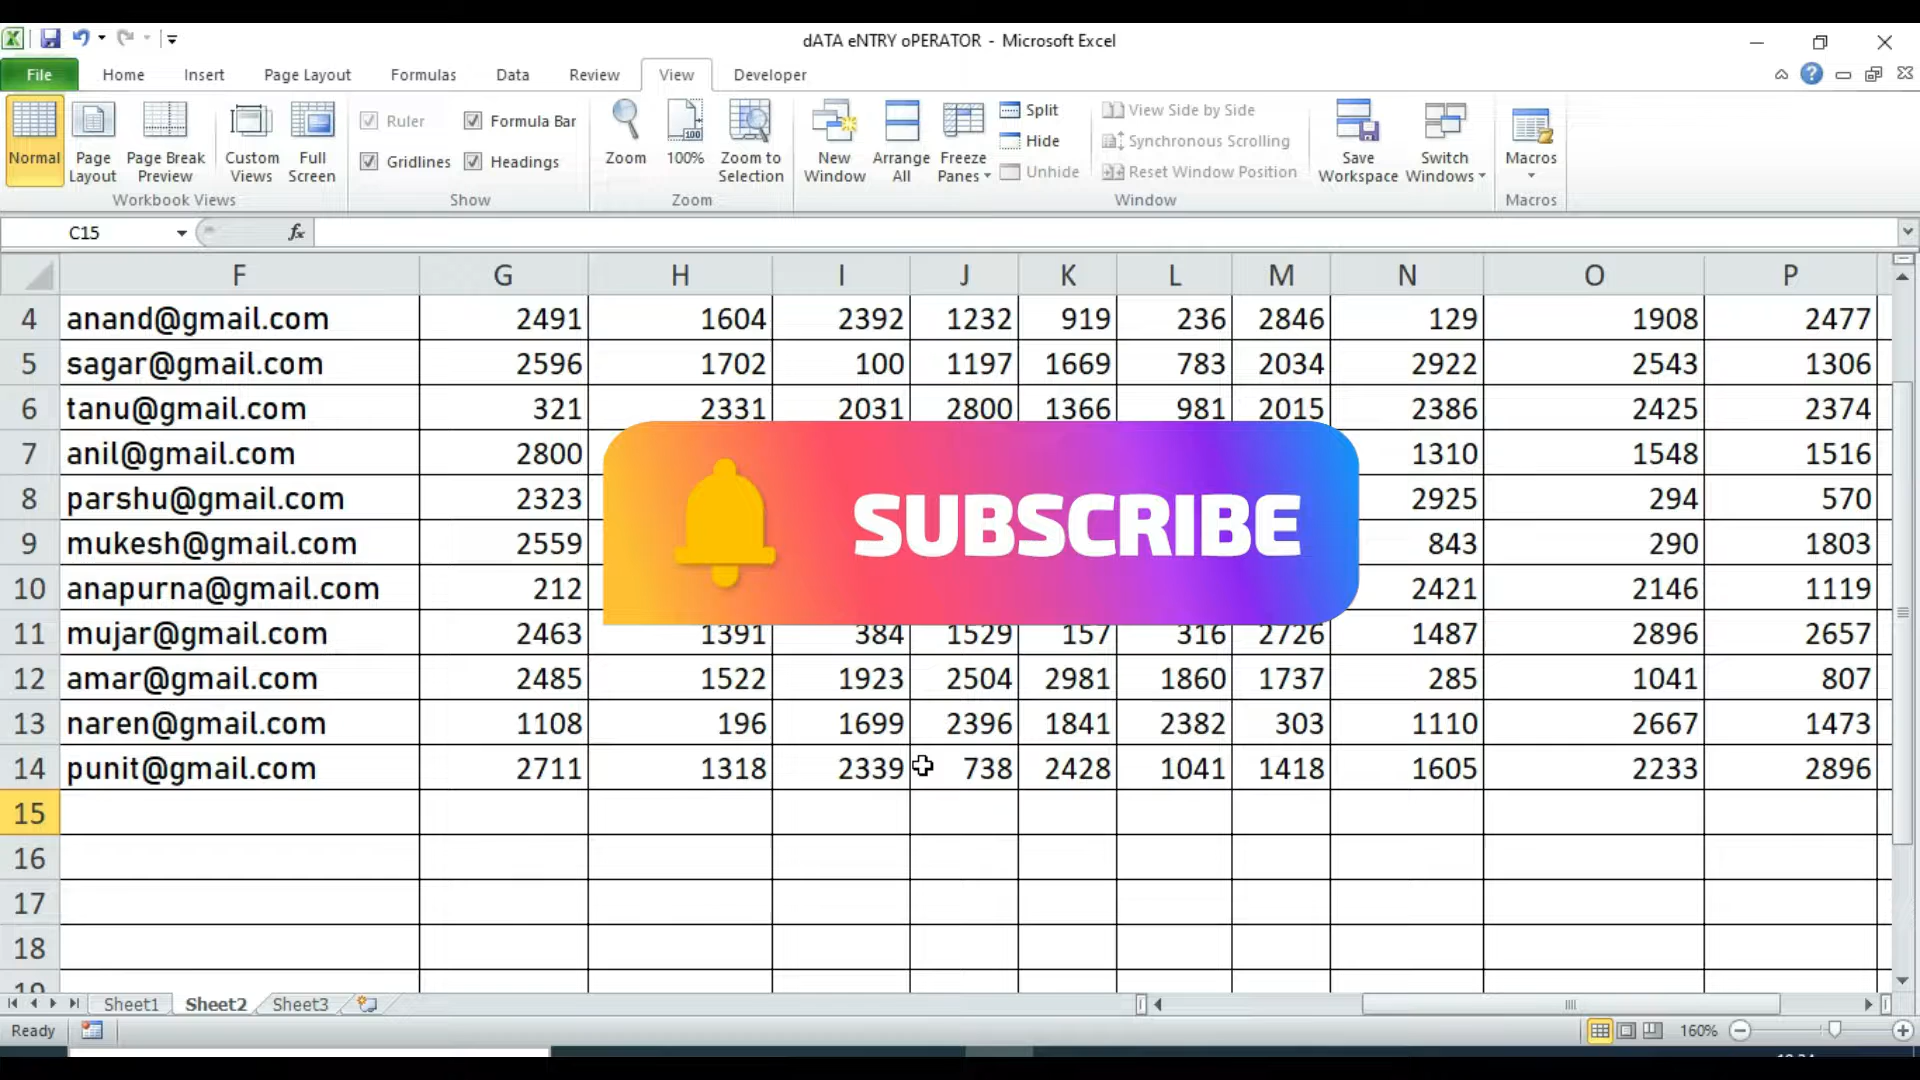 dATA eNTRY oPERATOR - Microsoft Excel
File Home Insert Page Layout Formulas Data Review View Developer
Normal Page Layout Page Break Preview Custom Views Full Screen
Workbook Views
Ruler Formula Bar
Gridlines Headings
Show
Zoom 100% Zoom to Selection
Zoom
New Window Arrange All Freeze Panes
Split
Hide
Unhide
View Side by Side
Synchronous Scrolling
Reset Window Position
Save Workspace Switch Windows
Window
Macros
Macros
C15 fx
F G H I J K L M N O P
4 anand@gmail.com 2491 1604 2392 1232 919 236 2846 129 1908 2477
5 sagar@gmail.com 2596 1702 100 1197 1669 783 2034 2922 2543 1306
6 tanu@gmail.com 321 2331 2031 2800 1366 981 2015 2386 2425 2374
7 anil@gmail.com 2800 1310 1548 1516
8 parshu@gmail.com 2323 2925 294 570
SUBSCRIBE
9 mukesh@gmail.com 2559 843 290 1803
10 anapurna@gmail.com 212 2421 2146 1119
11 mujar@gmail.com 2463 1391 384 1529 157 316 2726 1487 2896 2657
12 amar@gmail.com 2485 1522 1923 2504 2981 1860 1737 285 1041 807
13 naren@gmail.com 1108 196 1699 2396 1841 2382 303 1110 2667 1473
14 punit@gmail.com 2711 1318 2339 738 2428 1041 1418 1605 2233 2896
15
16
17
18
19
Sheet1 Sheet2 Sheet3
Ready 160%